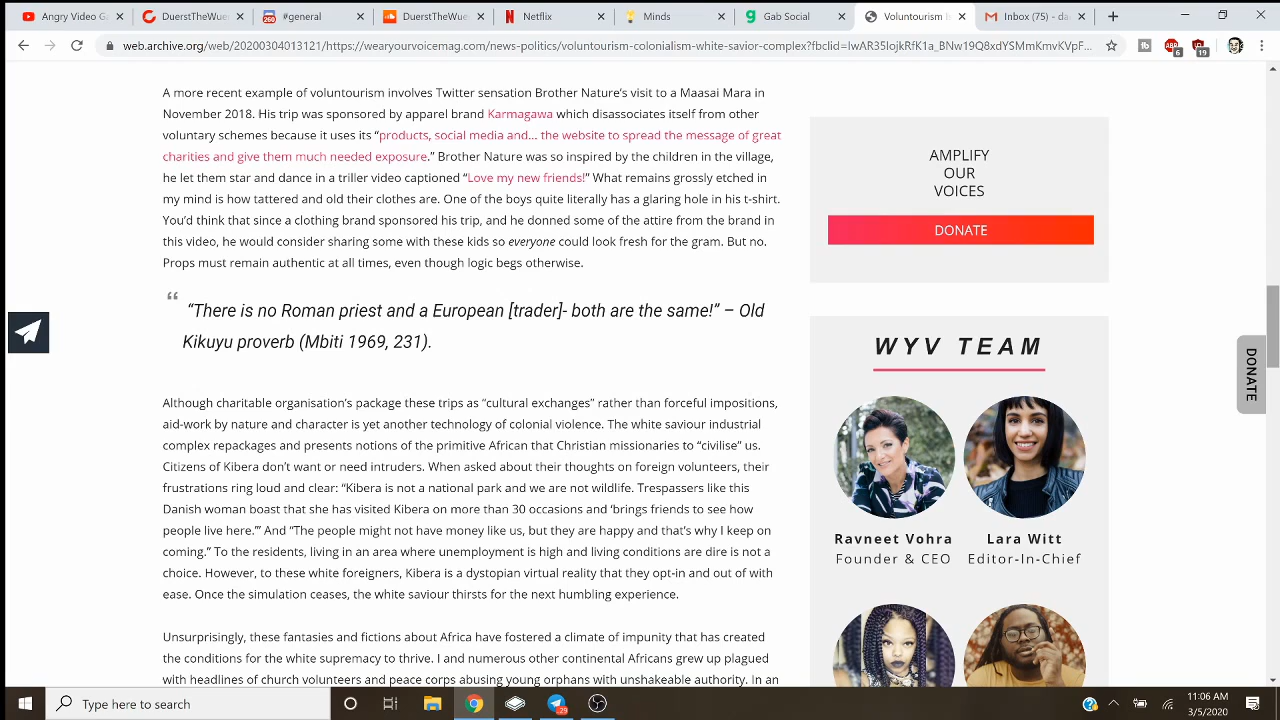 Angry Video G
DuerstTheWue
#general
DuerstTheWue
Netflix
Minds
Gab Social
Voluntourism I
Inbox (75) - da
web.archive.org/web/20200304013121/https://wearyourvoicemag.com/news-politics/voluntourism-colonialism-white-savior-complex?fbclid=IwAR35lojkRfK1a_BNw19Q8xdYSMmKmvKVpF...
A more recent example of voluntourism involves Twitter sensation Brother Nature's visit to a Maasai Mara in
November 2018. His trip was sponsored by apparel brand Karmagawa which disassociates itself from other
voluntary schemes because it uses its "products, social media and... the website to spread the message of great
charities and give them much needed exposure." Brother Nature was so inspired by the children in the village,
he let them star and dance in a triller video captioned "Love my new friends!" What remains grossly etched in
my mind is how tattered and old their clothes are. One of the boys quite literally has a glaring hole in his t-shirt.
You'd think that since a clothing brand sponsored his trip, and he donned some of the attire from the brand in
this video, he would consider sharing some with these kids so everyone could look fresh for the gram. But no.
Props must remain authentic at all times, even though logic begs otherwise.
“
“There is no Roman priest and a European [trader]- both are the same!” – Old
Kikuyu proverb (Mbiti 1969, 231).
Although charitable organisation's package these trips as “cultural exchanges” rather than forceful impositions,
aid-work by nature and character is yet another technology of colonial violence. The white saviour industrial
complex repackages and parrots notions of the primitive African that Christian missionaries to “civilise” us.
Citizens of Kibera don't want or need intruders. When asked about their thoughts on foreign volunteers, their
frustrations ring loud and clear: “Kibera is not a national park and we are not wildlife. Trespassers like this
Danish woman boast that she has visited Kibera on more than 30 occasions and ‘brings friends to see how
people live here.’” And “The people might not have money like us, but they are happy and that's why I keep on
coming.” To the residents, living in an area where unemployment is high and living conditions are dire is not a
choice. However, to these white foreigners, Kibera is a dystopian virtual reality that they opt-in and out of with
ease. Once the simulation ceases, the white saviour thirsts for the next humbling experience.
Unsurprisingly, these fantasies and fictions about Africa have fostered a climate of impunity that has created
the conditions for the white supremacy to thrive. I and numerous other continental Africans grew up plagued
with headlines of church volunteers and peace corps abusing young orphans with unshakeable authority. In an
AMPLIFY
OUR
VOICES
DONATE
WYV TEAM
Ravneet Vohra
Founder & CEO
Lara Witt
Editor-In-Chief
DONATE
Type here to search
11:06 AM
3/5/2020